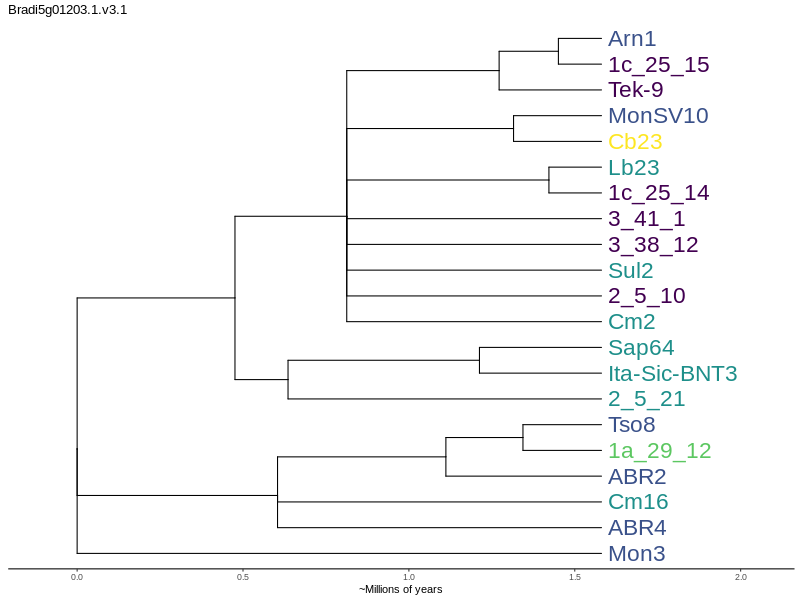 Bradi5g01203.1.v3.1
Arn1
1c_25_15
Tek-9
MonSV10
Cb23
Lb23
1c_25_14
3_41_1
3_38_12
Sul2
2_5_10
Cm2
Sap64
Ita-Sic-BNT3
2_5_21
Tso8
1a_29_12
ABR2
Cm16
ABR4
Mon3
0.0 0.5 1.0 1.5 2.0
~Millions of years